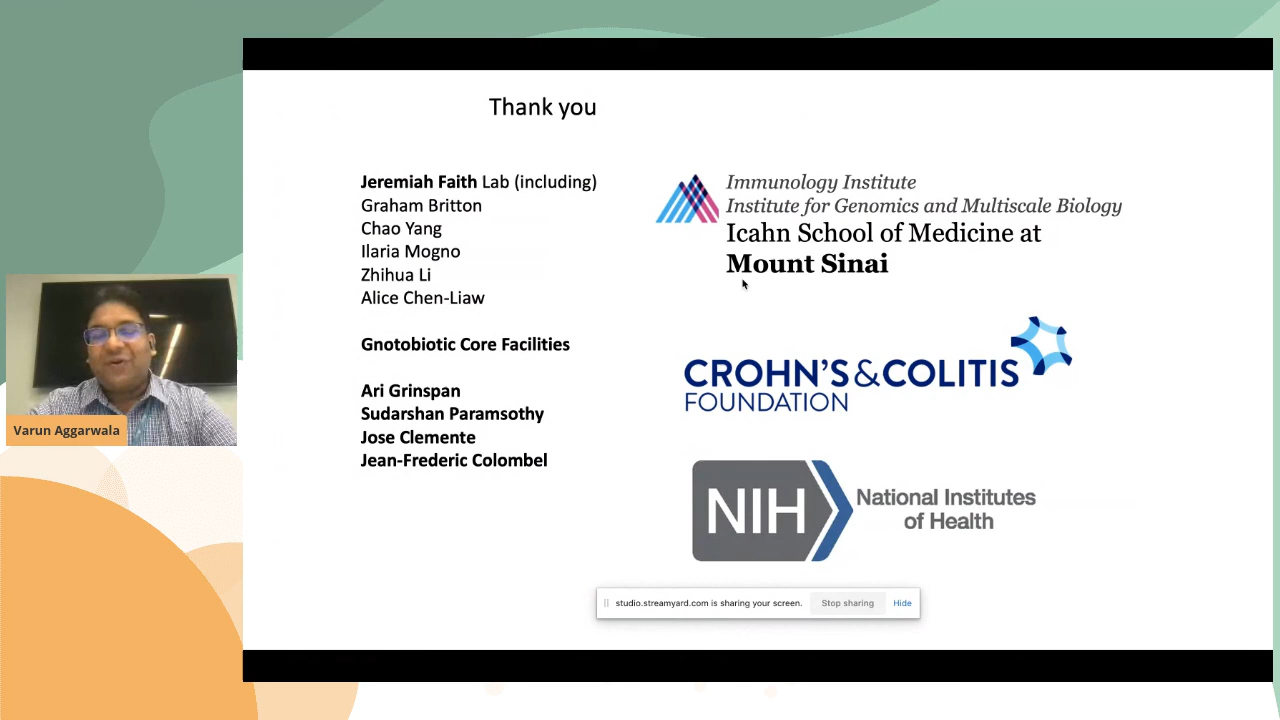 Thank you
Jeremiah Faith Lab (including)
Graham Britton
Chao Yang
Ilaria Mogno
Zhihua Li
Alice Chen-Liaw
Gnotobiotic Core Facilities
Ari Grinspan
Sudarshan Paramsothy
Jose Clemente
Jean-Frederic Colombel
Immunology Institute
Institute for Genomics and Multiscale Biology
Icahn School of Medicine at
Mount Sinai
CROHN'S & COLITIS
FOUNDATION
NIH
National Institutes
of Health
studio.streamyard.com is sharing your screen. Stop sharing Hide
Varun Aggarwala